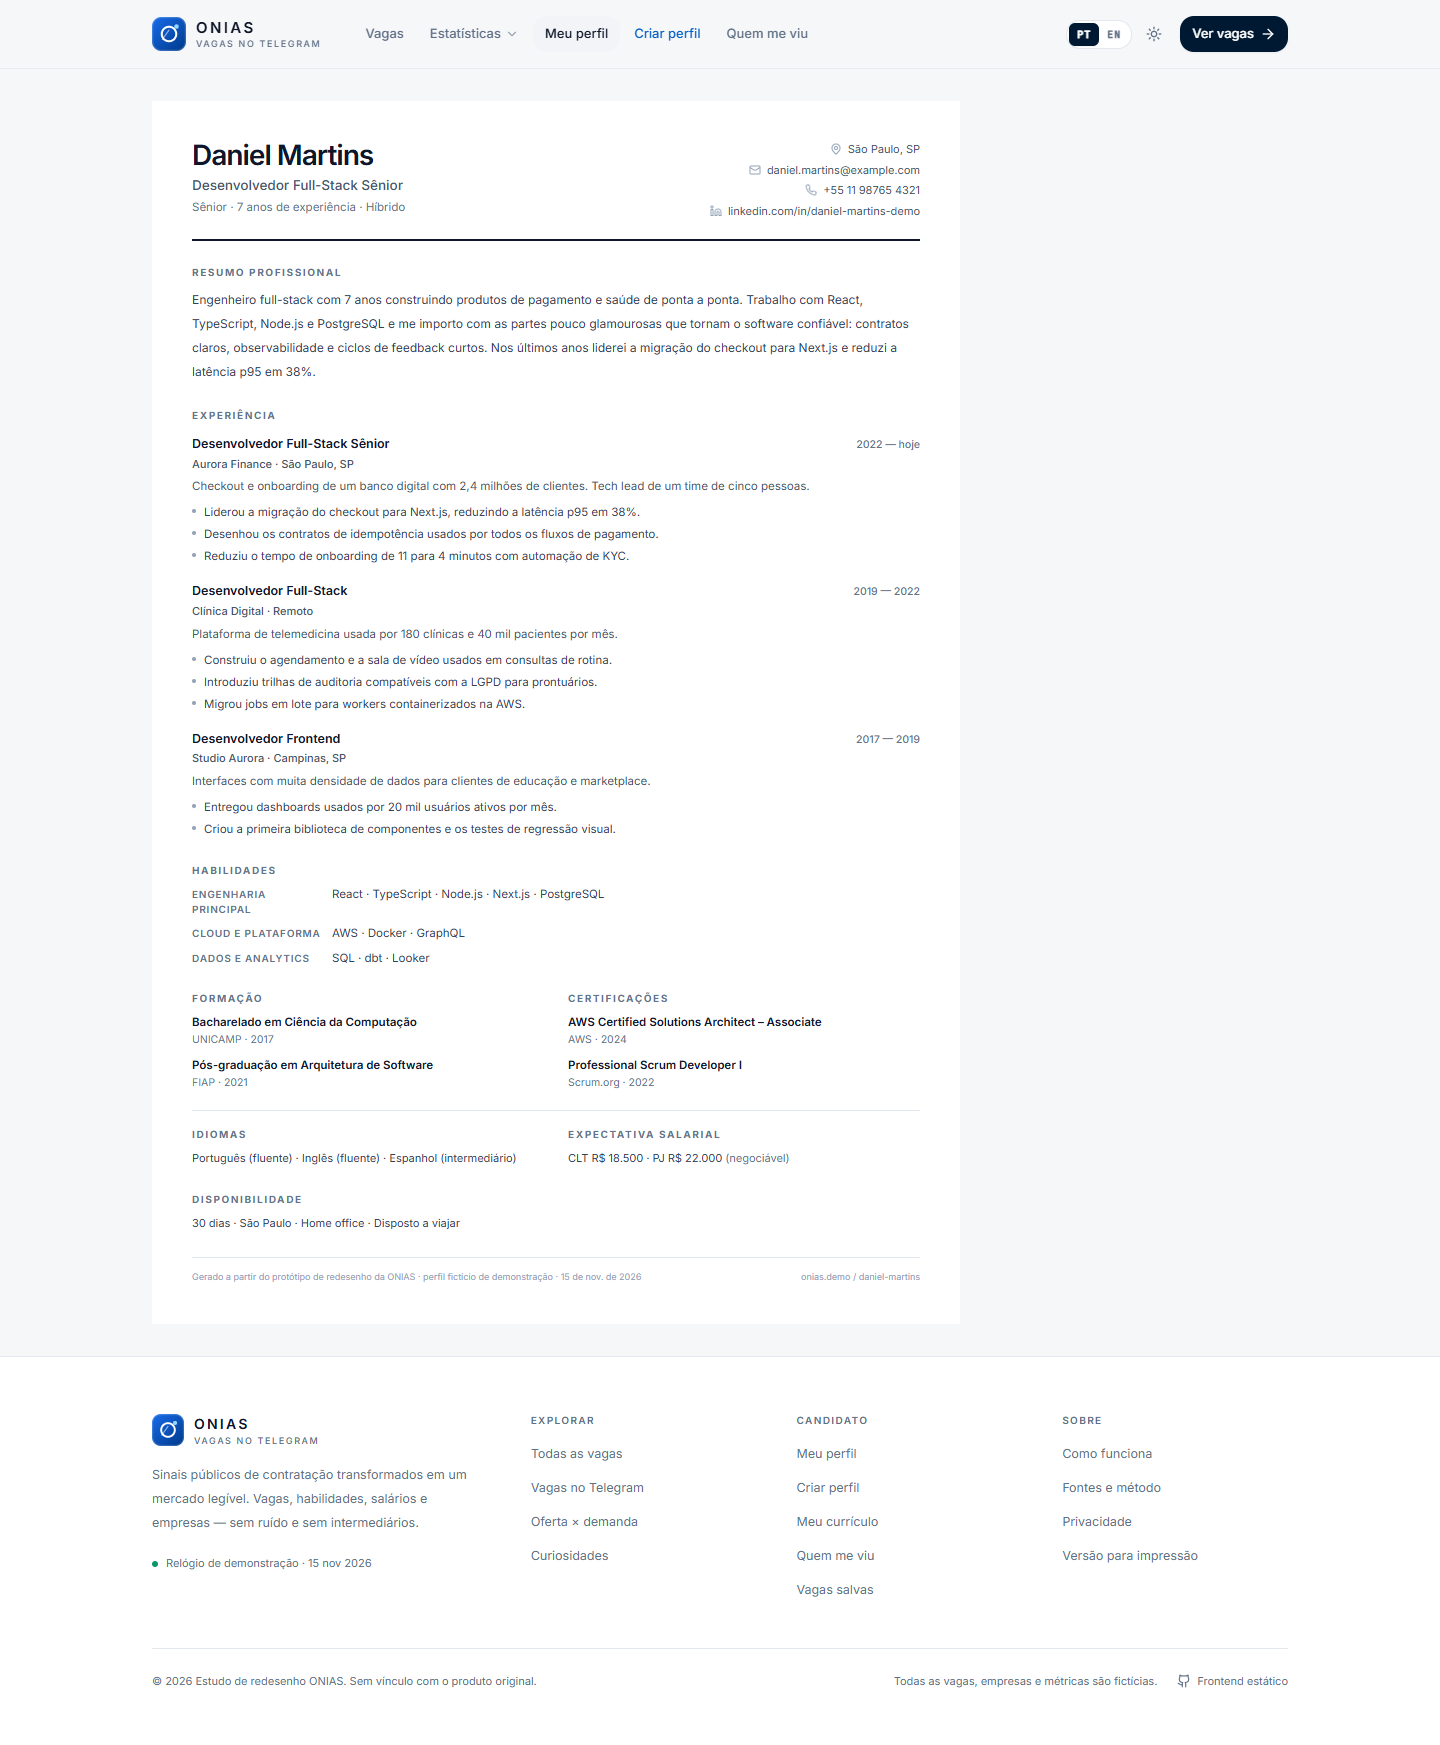 ONIAS
VAGAS NO TELEGRAM
Vagas
Estatísticas
Meu perfil
Criar perfil
Quem me viu
PT
EN
Ver vagas →
Daniel Martins
Desenvolvedor Full-Stack Sênior
Sênior · 7 anos de experiência · Híbrido
São Paulo, SP
daniel.martins@example.com
+55 11 98765 4321
linkedin.com/in/daniel-martins-demo
RESUMO PROFISSIONAL
Engenheiro full-stack com 7 anos construindo produtos de pagamento e saúde de ponta a ponta. Trabalho com React,
TypeScript, Node.js e PostgreSQL e me importo com as partes pouco glamourosas que tornam o software confiável: contratos
claros, observabilidade e ciclos de feedback curtos. Nos últimos anos liderei a migração do checkout para Next.js e reduzi a
latência p95 em 38%.
EXPERIÊNCIA
Desenvolvedor Full-Stack Sênior
2022 — hoje
Aurora Finance · São Paulo, SP
Checkout e onboarding de um banco digital com 2,4 milhões de clientes. Tech lead de um time de cinco pessoas.
Liderou a migração do checkout para Next.js, reduzindo a latência p95 em 38%.
Desenhou os contratos de idempotência usados por todos os fluxos de pagamento.
Reduziu o tempo de onboarding de 11 para 4 minutos com automação de KYC.
Desenvolvedor Full-Stack
2019 — 2022
Clínica Digital · Remoto
Plataforma de telemedicina usada por 180 clínicas e 40 mil pacientes por mês.
Construiu o agendamento e a sala de vídeo usados em consultas de rotina.
Introduziu trilhas de auditoria compatíveis com a LGPD para prontuários.
Migrou jobs em lote para workers containerizados na AWS.
Desenvolvedor Frontend
2017 — 2019
Studio Aurora · Campinas, SP
Interfaces com muita densidade de dados para clientes de educação e marketplace.
Entregou dashboards usados por 20 mil usuários ativos por mês.
Criou a primeira biblioteca de componentes e os testes de regressão visual.
HABILIDADES
ENGENHARIA
PRINCIPAL
React · TypeScript · Node.js · Next.js · PostgreSQL
CLOUD E PLATAFORMA
AWS · Docker · GraphQL
DADOS E ANALYTICS
SQL · dbt · Looker
FORMAÇÃO
Bacharelado em Ciência da Computação
UNICAMP · 2017
Pós-graduação em Arquitetura de Software
FIAP · 2021
CERTIFICAÇÕES
AWS Certified Solutions Architect – Associate
AWS · 2024
Professional Scrum Developer I
Scrum.org · 2022
IDIOMAS
Português (fluente) · Inglês (fluente) · Espanhol (intermediário)
EXPECTATIVA SALARIAL
CLT R$ 18.500 · PJ R$ 22.000 (negociável)
DISPONIBILIDADE
30 dias · São Paulo · Home office · Disposto a viajar
Gerado a partir do protótipo de redesenho da ONIAS · perfil fictício de demonstração · 15 de nov. de 2026
onias.demo / daniel-martins
ONIAS
VAGAS NO TELEGRAM
Sinais públicos de contratação transformados em um
mercado legível. Vagas, habilidades, salários e
empresas — sem ruído e sem intermediários.
Relógio de demonstração · 15 nov 2026
EXPLORAR
Todas as vagas
Vagas no Telegram
Oferta × demanda
Curiosidades
CANDIDATO
Meu perfil
Criar perfil
Meu currículo
Quem me viu
Vagas salvas
SOBRE
Como funciona
Fontes e método
Privacidade
Versão para impressão
© 2026 Estudo de redesenho ONIAS. Sem vínculo com o produto original.
Todas as vagas, empresas e métricas são fictícias.
Frontend estático